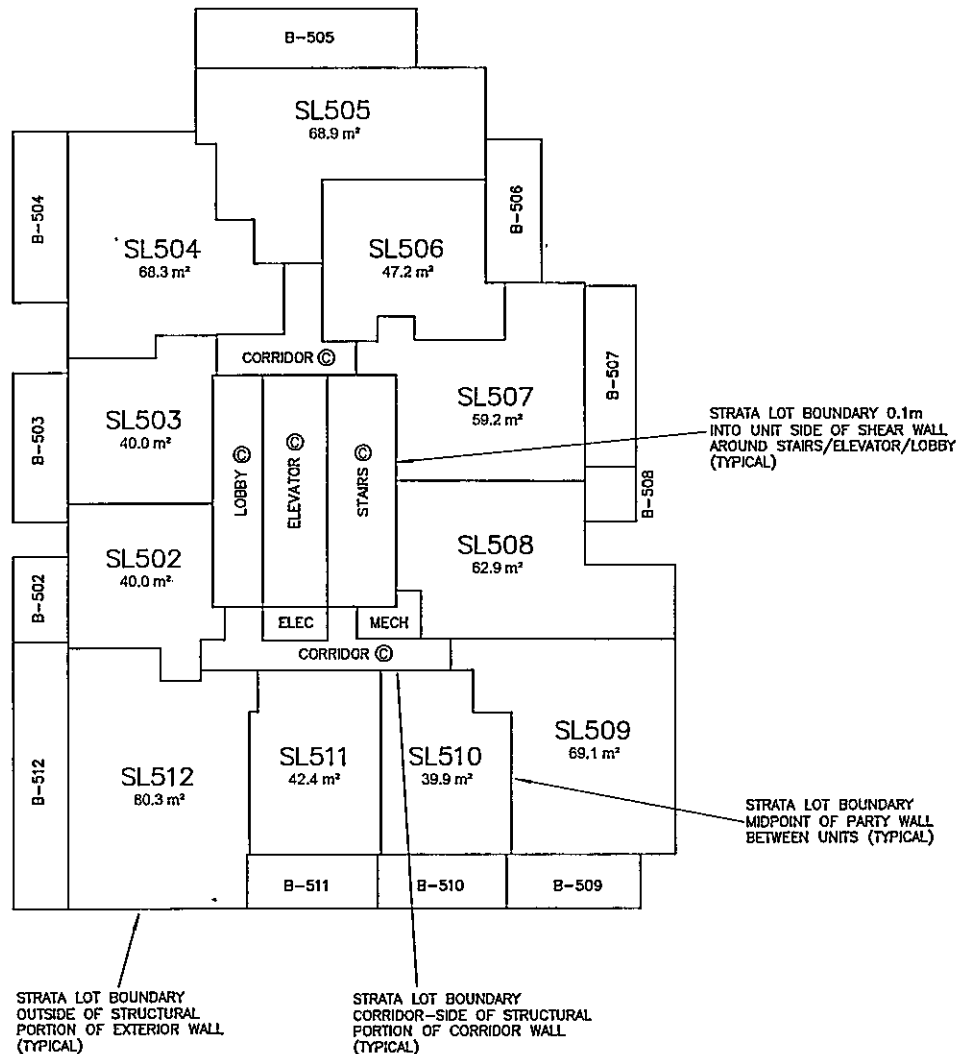 B-505
SL505
68.9 m²
B-504
B-506
SL504
68.3 m²
SL506
47.2 m²
CORRIDOR ©
B-507
SL507
59.2 m²
SL503
40.0 m²
B-503
STRATA LOT BOUNDARY 0.1m
INTO UNIT SIDE OF SHEAR WALL
AROUND STAIRS/ELEVATOR/LOBBY
(TYPICAL)
LOBBY ©
ELEVATOR ©
STAIRS ©
B-508
SL508
62.9 m²
SL502
40.0 m²
B-502
ELEC
MECH
CORRIDOR ©
SL509
69.1 m²
SL511
42.4 m²
SL510
39.9 m²
SL512
80.3 m²
B-512
STRATA LOT BOUNDARY
MIDPOINT OF PARTY WALL
BETWEEN UNITS (TYPICAL)
B-511
B-510
B-509
STRATA LOT BOUNDARY
OUTSIDE OF STRUCTURAL
PORTION OF EXTERIOR WALL
(TYPICAL)
STRATA LOT BOUNDARY
CORRIDOR-SIDE OF STRUCTURAL
PORTION OF CORRIDOR WALL
(TYPICAL)